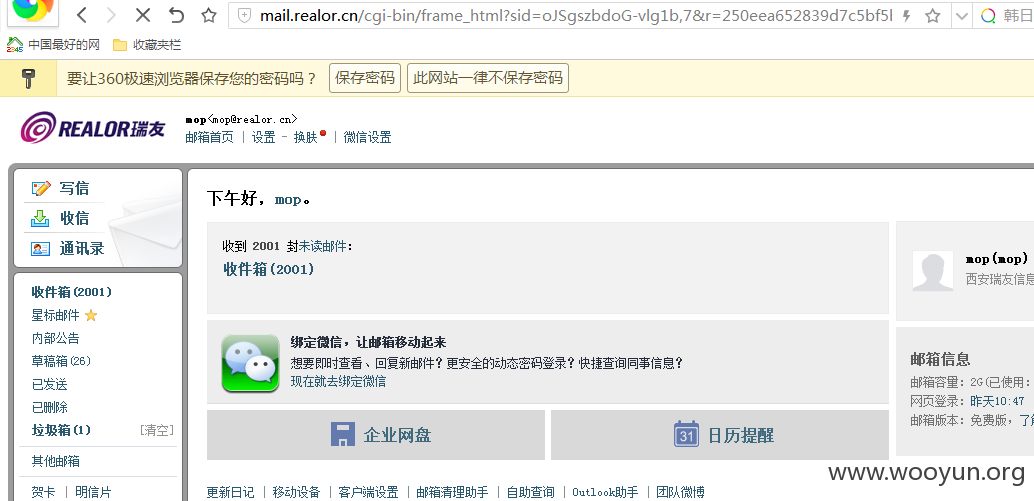 mail.realor.cn/cgi-bin/frame_html?sid=oJSgszbdoG-vlg1b,7&r=250eea652839d7c5bf5l
韩日
2345 中国最好的网 收藏夹栏
要让360极速浏览器保存您的密码吗？ 保存密码 此网站一律不保存密码
REALOR瑞友
mop<mop@realor.cn>
邮箱首页 | 设置 - 换肤 | 微信设置
写信
收信
通讯录
收件箱(2001)
星标邮件
内部公告
草稿箱(26)
已发送
已删除
垃圾箱(1) [清空]
其他邮箱
贺卡 | 明信片
下午好，mop。
收到 2001 封未读邮件：
收件箱(2001)
绑定微信，让邮箱移动起来
想要即时查看、回复新邮件？更安全的动态密码登录？快捷查询同事信息？
现在就去绑定微信
企业网盘
31 日历提醒
mop(mop)
西安瑞友信息
邮箱信息
邮箱容量：2G(已使用：
网页登录：昨天10:47
邮箱版本：免费版，了解
更新日记 | 移动设备 | 客户端设置 | 邮箱清理助手 | 自助查询 | Outlook助手 | 团队微博
www.wooyun.org